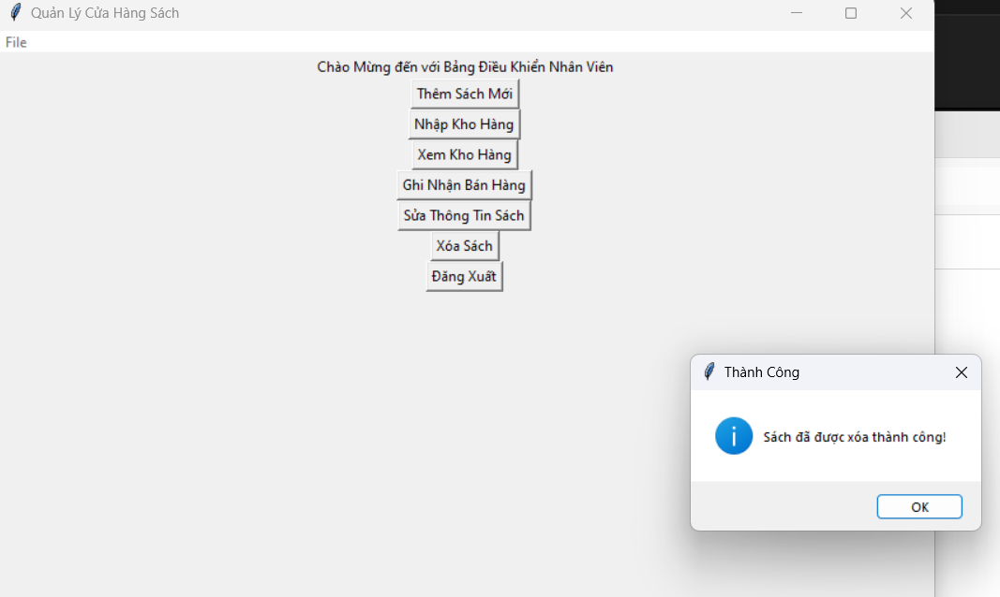 Quản Lý Cửa Hàng Sách
File
Chào Mừng đến với Bảng Điều Khiển Nhân Viên
Thêm Sách Mới
Nhập Kho Hàng
Xem Kho Hàng
Ghi Nhận Bán Hàng
Sửa Thông Tin Sách
Xóa Sách
Đăng Xuất
Thành Công
Sách đã được xóa thành công!
OK